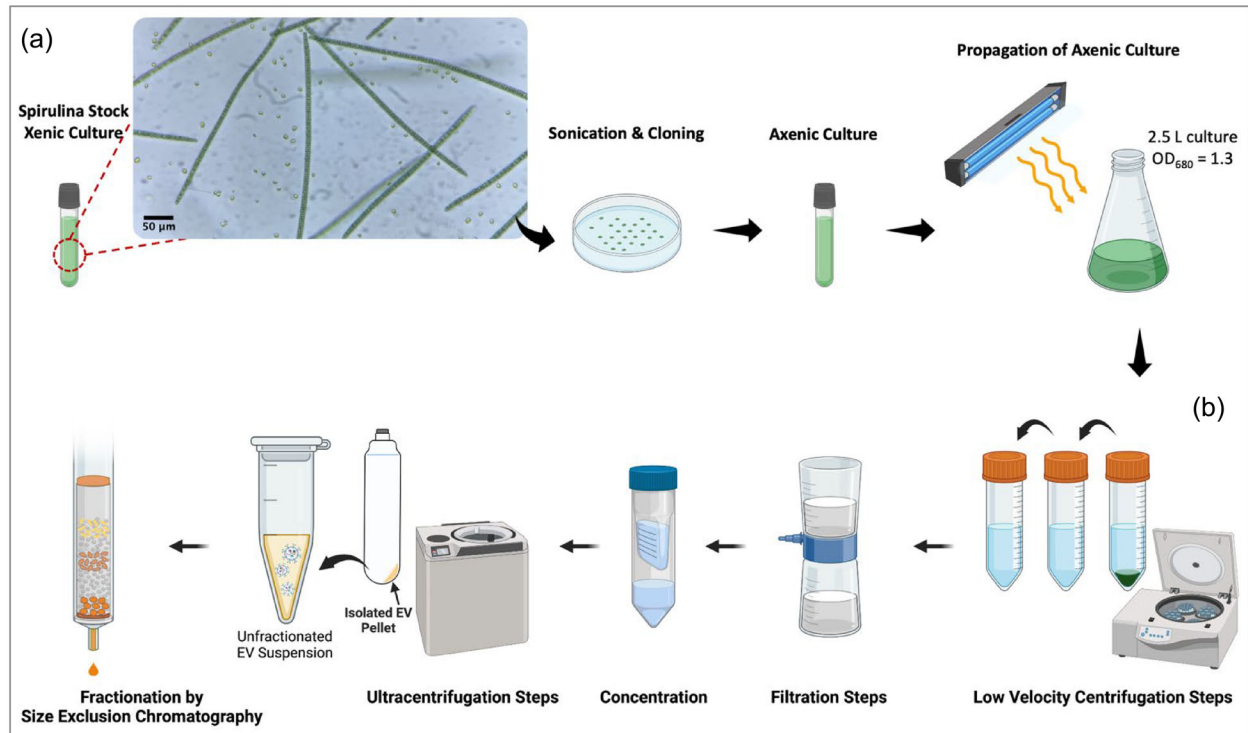 (a)
Spirulina Stock
Xenic Culture
50 µm
Sonication & Cloning
Axenic Culture
Propagation of Axenic Culture
2.5 L culture
OD680 = 1.3
(b)
Isolated EV
Pellet
Unfractionated
EV Suspension
Fractionation by
Size Exclusion Chromatography
Ultracentrifugation Steps
Concentration
Filtration Steps
Low Velocity Centrifugation Steps